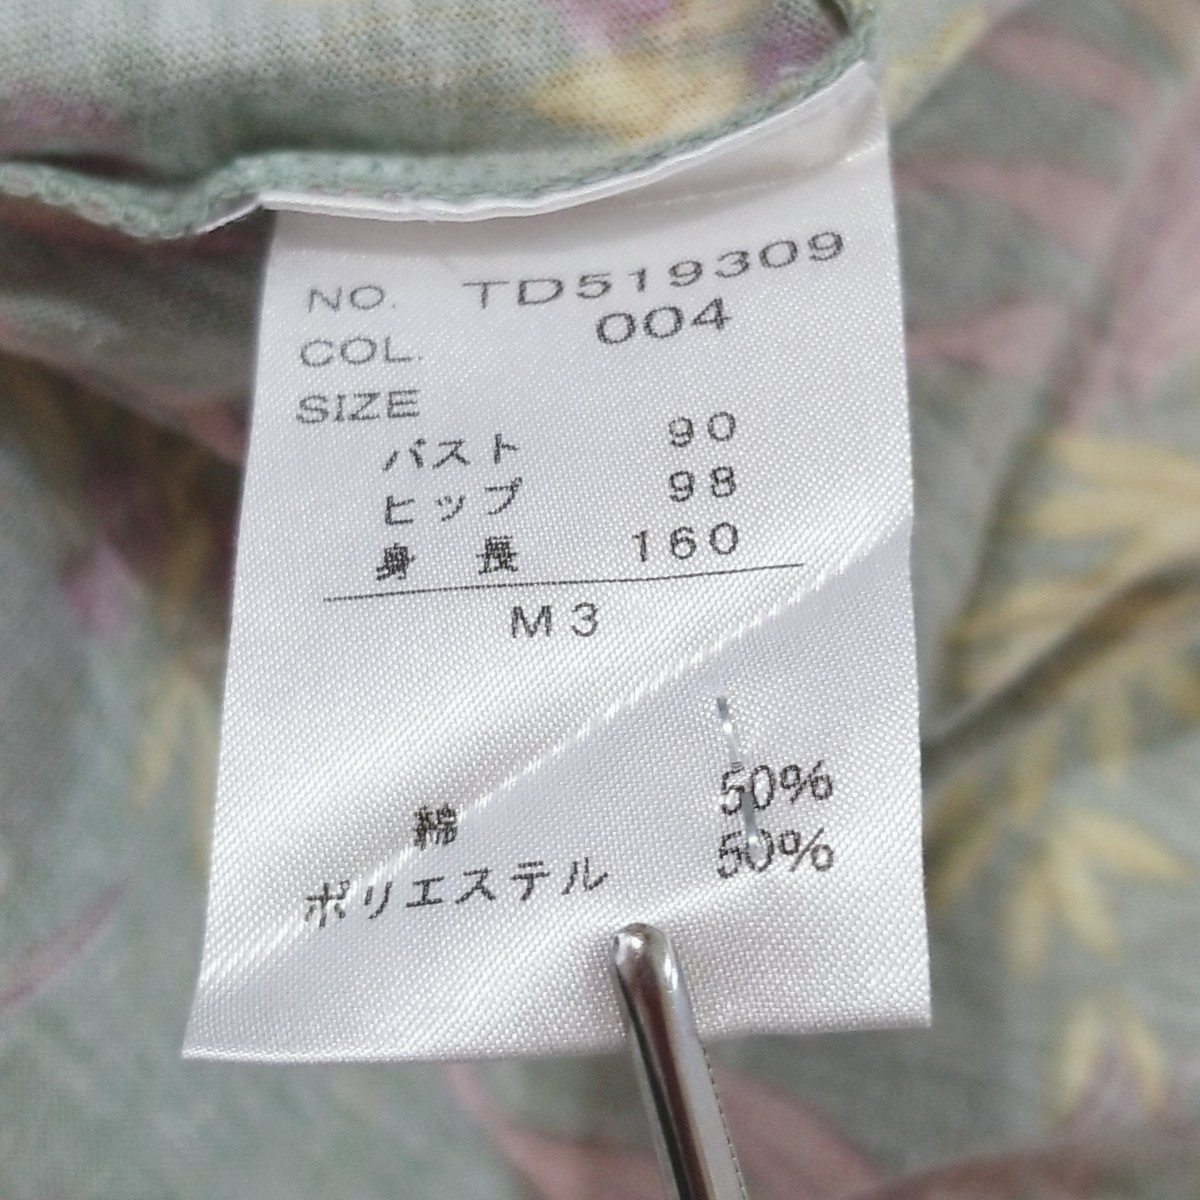 NO. TD519309
COL. 004
SIZE
バスト 90
ヒップ 98
身 長 160
M3
綿 50%
ポリエステル 50%